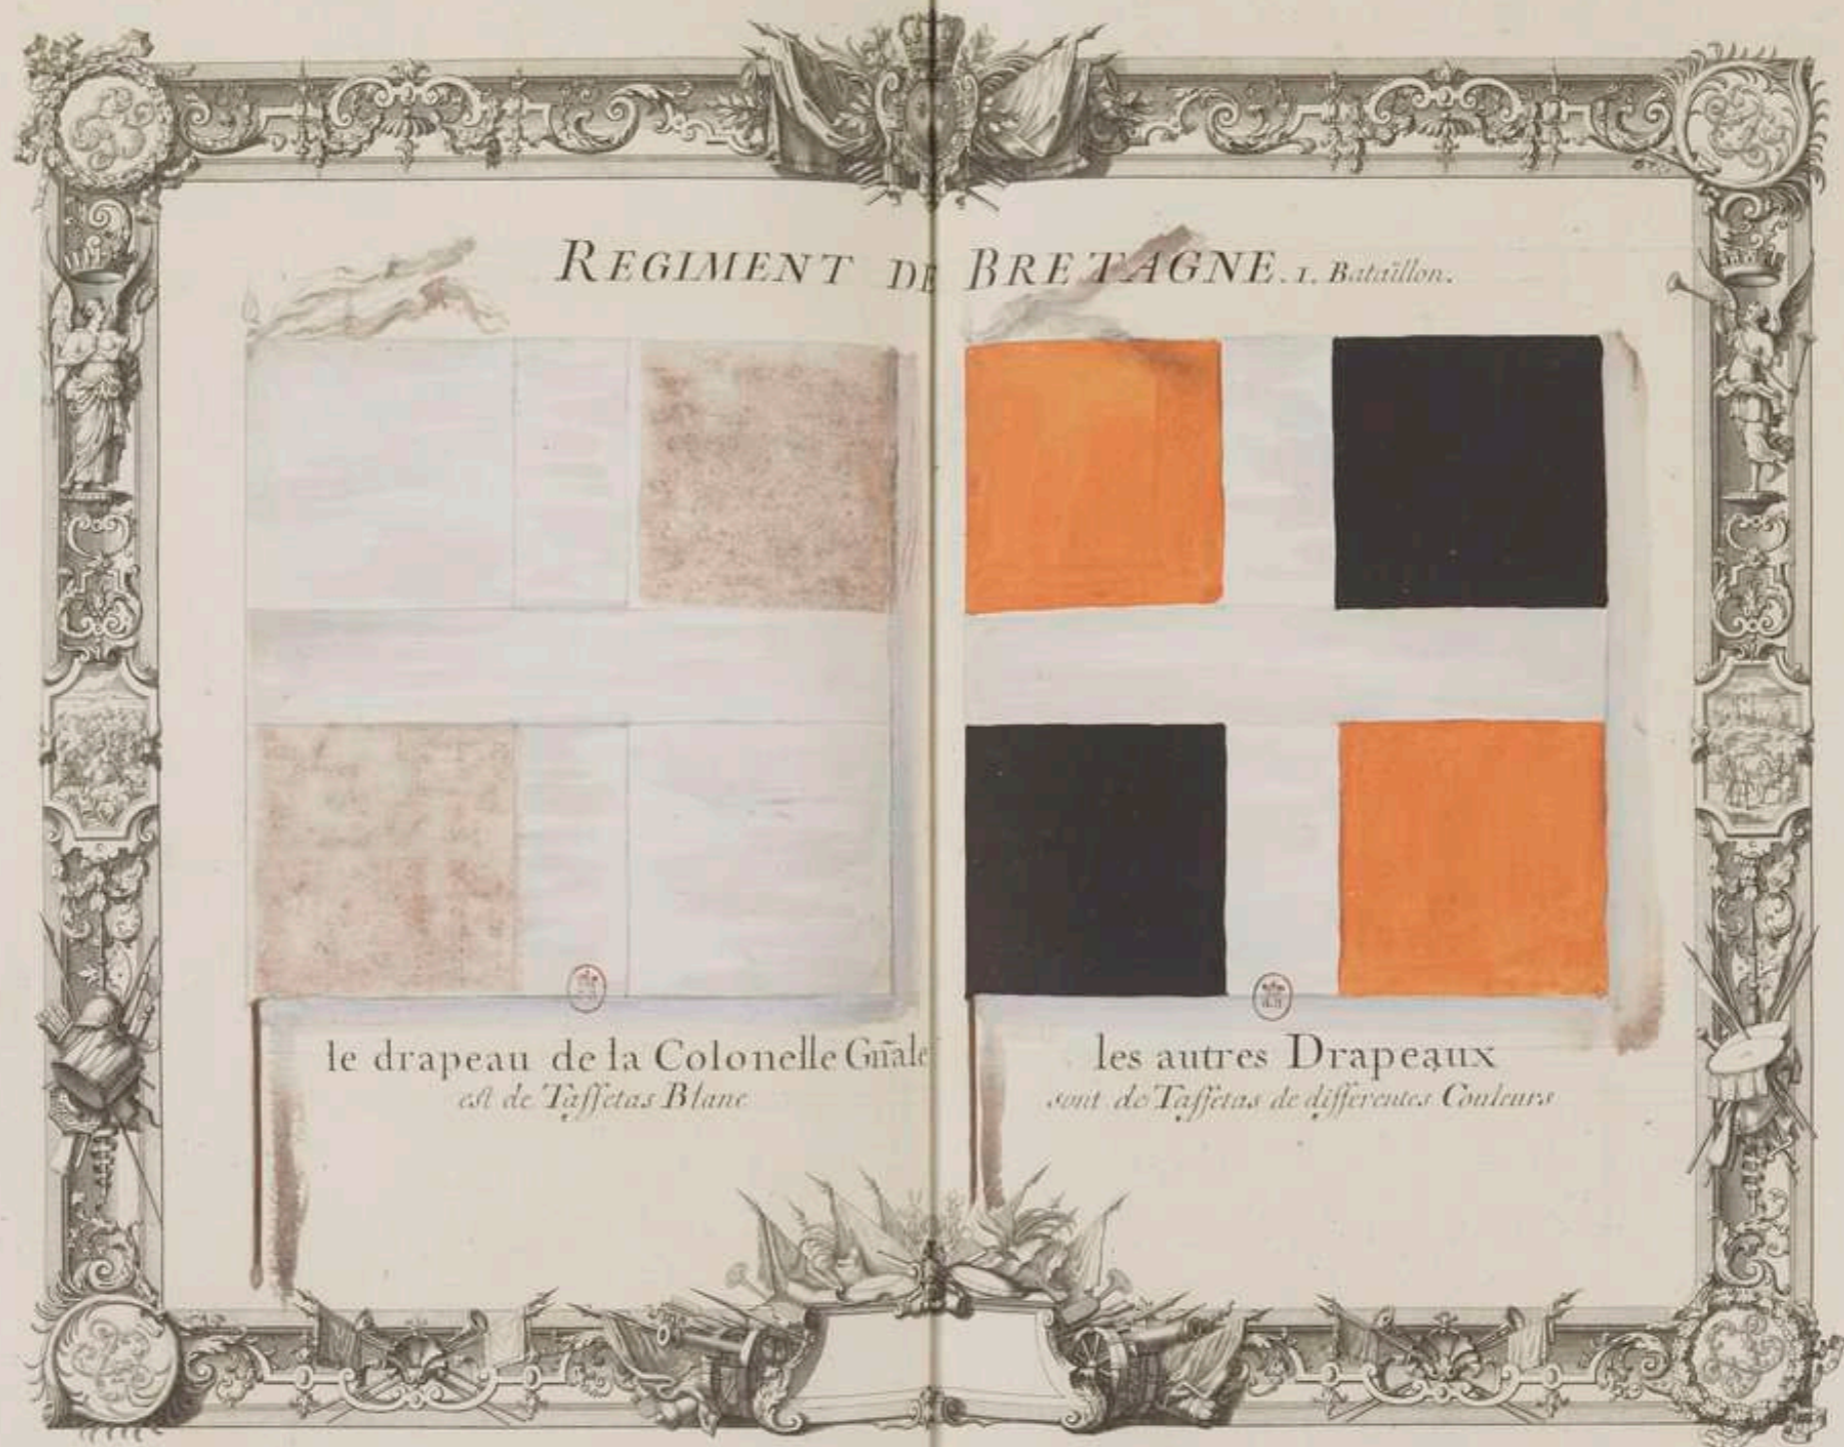 REGIMENT DE BRETAGNE. I. Bataillon.
le drapeau de la Colonelle Gñale
est de Taffetas Blanc
les autres Drapeaux
sont de Taffetas de differentes Couleurs